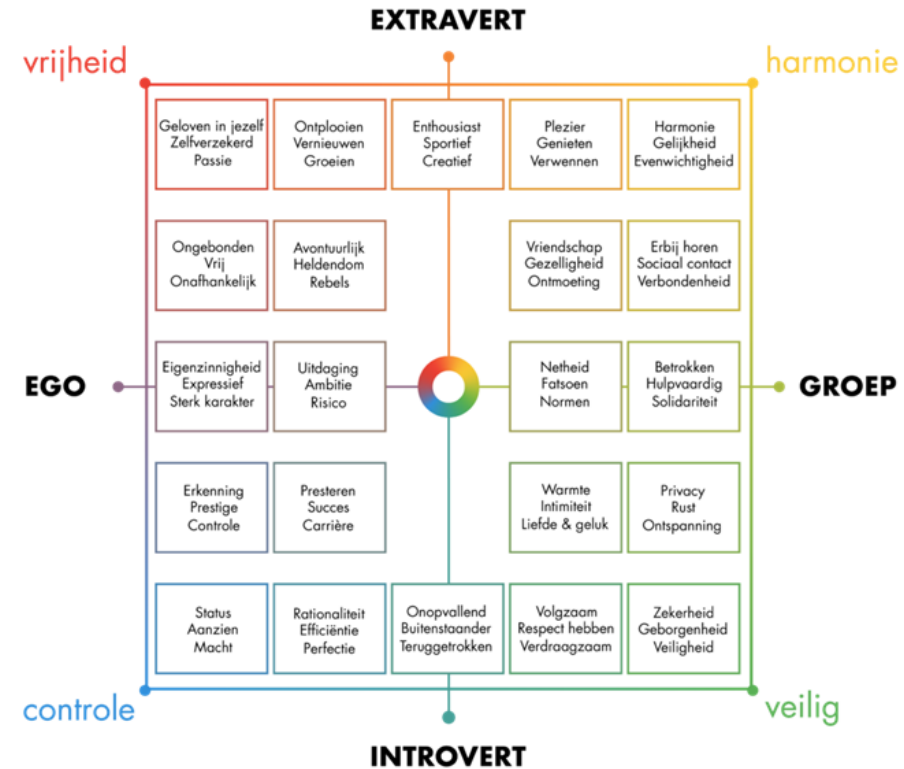 EXTRAVERT
vrijheid
harmonie
Geloven in jezelf
Zelfverzekerd
Passie
Ontplooien
Vernieuwen
Groeien
Enthousiast
Sportief
Creatief
Plezier
Genieten
Verwennen
Harmonie
Gelijkheid
Evenwichtigheid
Ongebonden
Vrij
Onafhankelijk
Avontuurlijk
Heldendom
Rebels
Vriendschap
Gezelligheid
Ontmoeting
Erbij horen
Sociaal contact
Verbondenheid
EGO
Eigenzinnigheid
Expressief
Sterk karakter
Uitdaging
Ambitie
Risico
Netheid
Fatsoen
Normen
Betrokken
Hulpvaardig
Solidariteit
GROEP
Erkenning
Prestige
Controle
Presteren
Succes
Carrière
Warmte
Intimiteit
Liefde & geluk
Privacy
Rust
Ontspanning
Status
Aanzien
Macht
Rationaliteit
Efficiëntie
Perfectie
Onopvallend
Buitenstaander
Teruggetrokken
Volgzaam
Respect hebben
Verdraagzaam
Zekerheid
Geborgenheid
Veiligheid
controle
veilig
INTROVERT